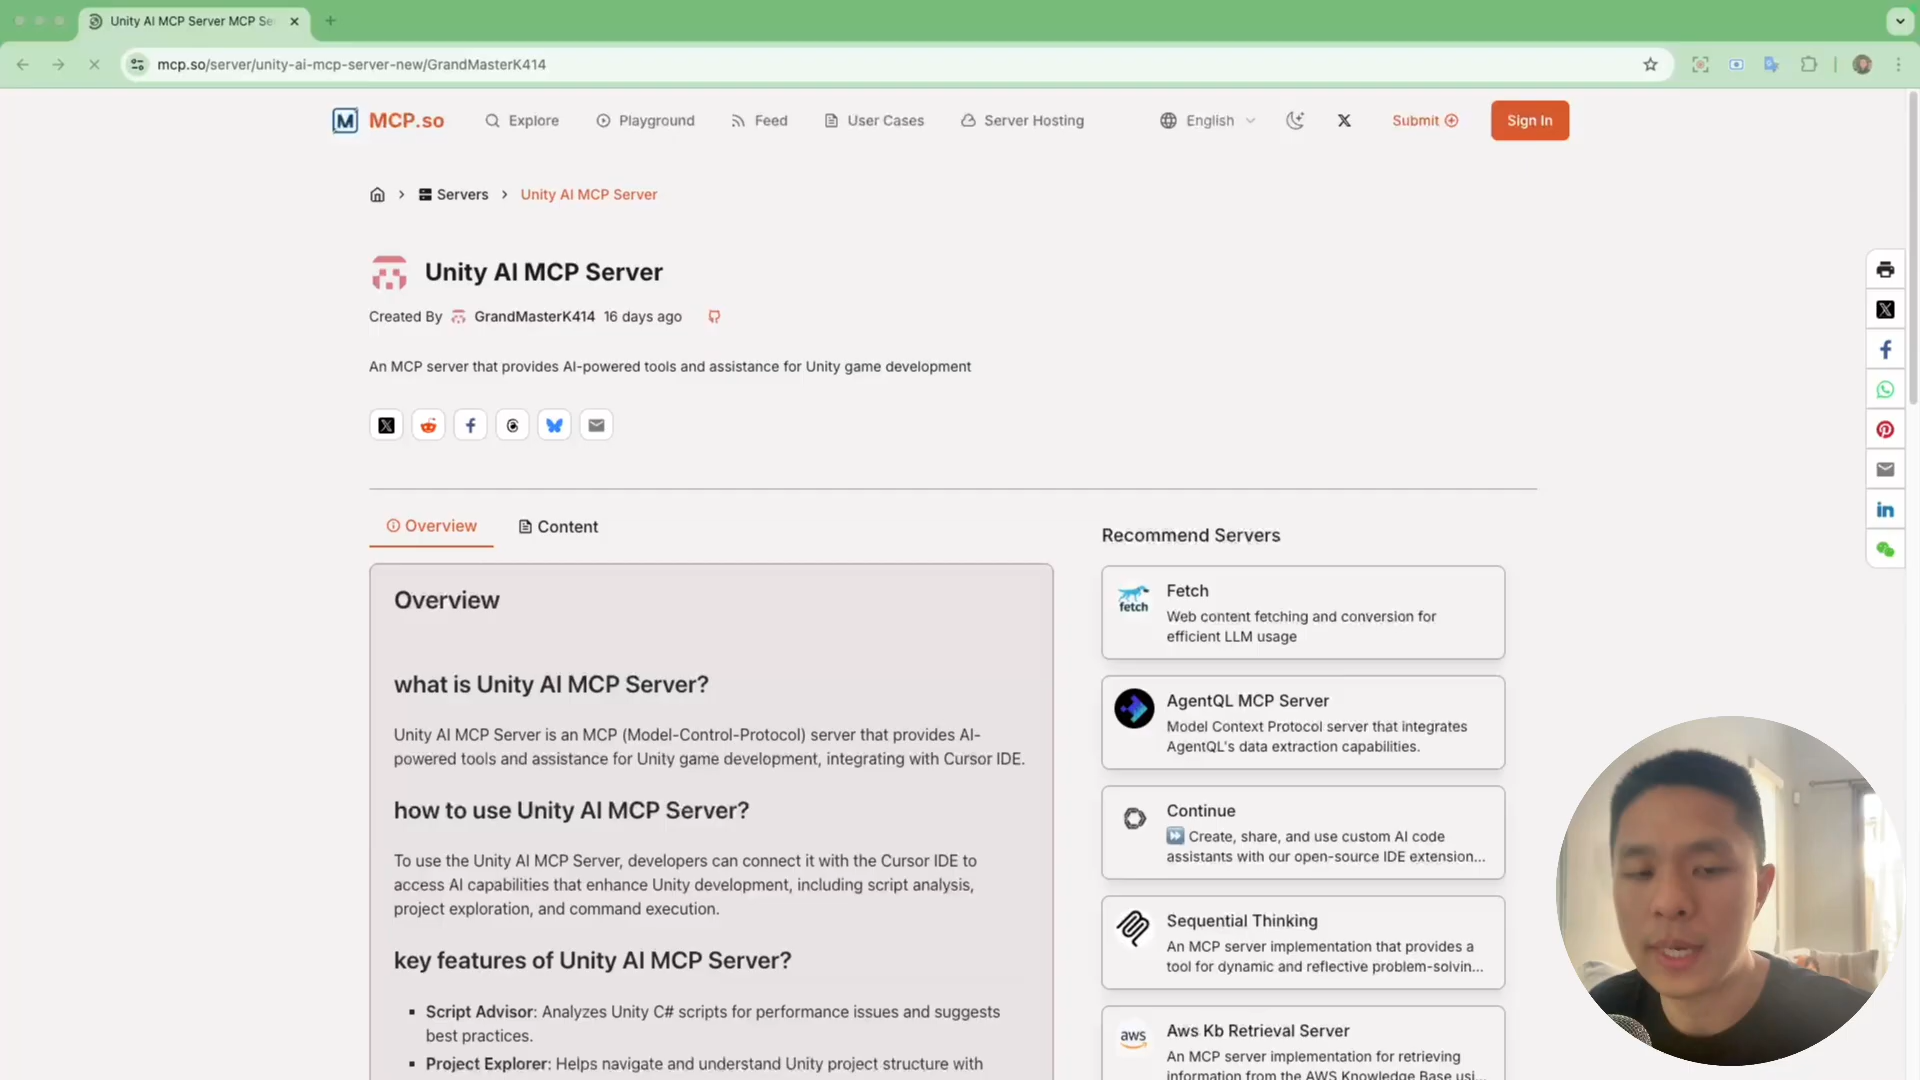 Unity AI MCP Server MCP Se
mcp.so/server/unity-ai-mcp-server-new/GrandMasterK414
MCP.so
Explore
Playground
Feed
User Cases
Server Hosting
English
Submit
Sign In
Servers
Unity AI MCP Server
Unity AI MCP Server
Created By GrandMasterK414 16 days ago
An MCP server that provides AI-powered tools and assistance for Unity game development
Overview
Content
Overview
what is Unity AI MCP Server?
Unity AI MCP Server is an MCP (Model-Control-Protocol) server that provides AI-
powered tools and assistance for Unity game development, integrating with Cursor IDE.
how to use Unity AI MCP Server?
To use the Unity AI MCP Server, developers can connect it with the Cursor IDE to
access AI capabilities that enhance Unity development, including script analysis,
project exploration, and command execution.
key features of Unity AI MCP Server?
Script Advisor: Analyzes Unity C# scripts for performance issues and suggests
best practices.
Project Explorer: Helps navigate and understand Unity project structure with
Recommend Servers
fetch
Fetch
Web content fetching and conversion for
efficient LLM usage
AgentQL MCP Server
Model Context Protocol server that integrates
AgentQL's data extraction capabilities.
Continue
⏩ Create, share, and use custom AI code
assistants with our open-source IDE extension...
Sequential Thinking
An MCP server implementation that provides a
tool for dynamic and reflective problem-solvin...
aws
Aws Kb Retrieval Server
An MCP server implementation for retrieving
information from the AWS Knowledge Base usi...